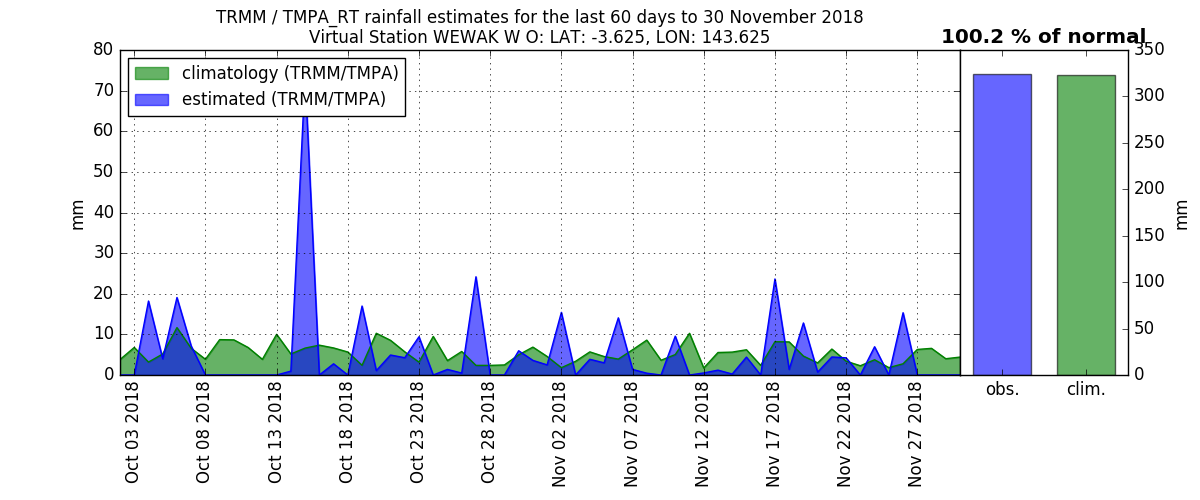 TRMM / TMPA_RT rainfall estimates for the last 60 days to 30 November 2018
Virtual Station WEWAK W O: LAT: -3.625, LON: 143.625
100.2 % of normal
climatology (TRMM/TMPA)
estimated (TRMM/TMPA)
mm
80
70
60
50
40
30
20
10
0
Oct 03 2018
Oct 08 2018
Oct 13 2018
Oct 18 2018
Oct 23 2018
Oct 28 2018
Nov 02 2018
Nov 07 2018
Nov 12 2018
Nov 17 2018
Nov 22 2018
Nov 27 2018
obs.
clim.
350
300
250
200
150
100
50
0
mm